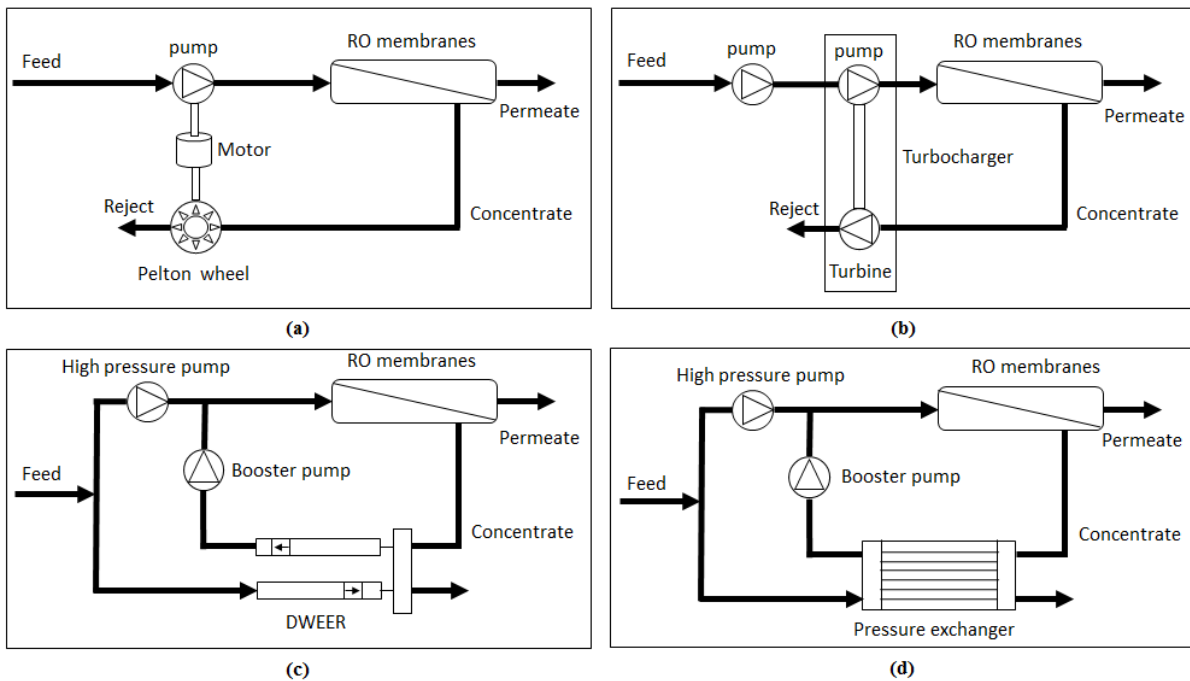 pump
RO membranes
Feed
Permeate
Motor
Reject
Concentrate
Pelton wheel
(a)
pump
pump
RO membranes
Feed
Permeate
Turbocharger
Reject
Concentrate
Turbine
(b)
RO membranes
High pressure pump
Permeate
Feed
Booster pump
Concentrate
DWEER
(c)
RO membranes
High pressure pump
Permeate
Feed
Booster pump
Concentrate
Pressure exchanger
(d)